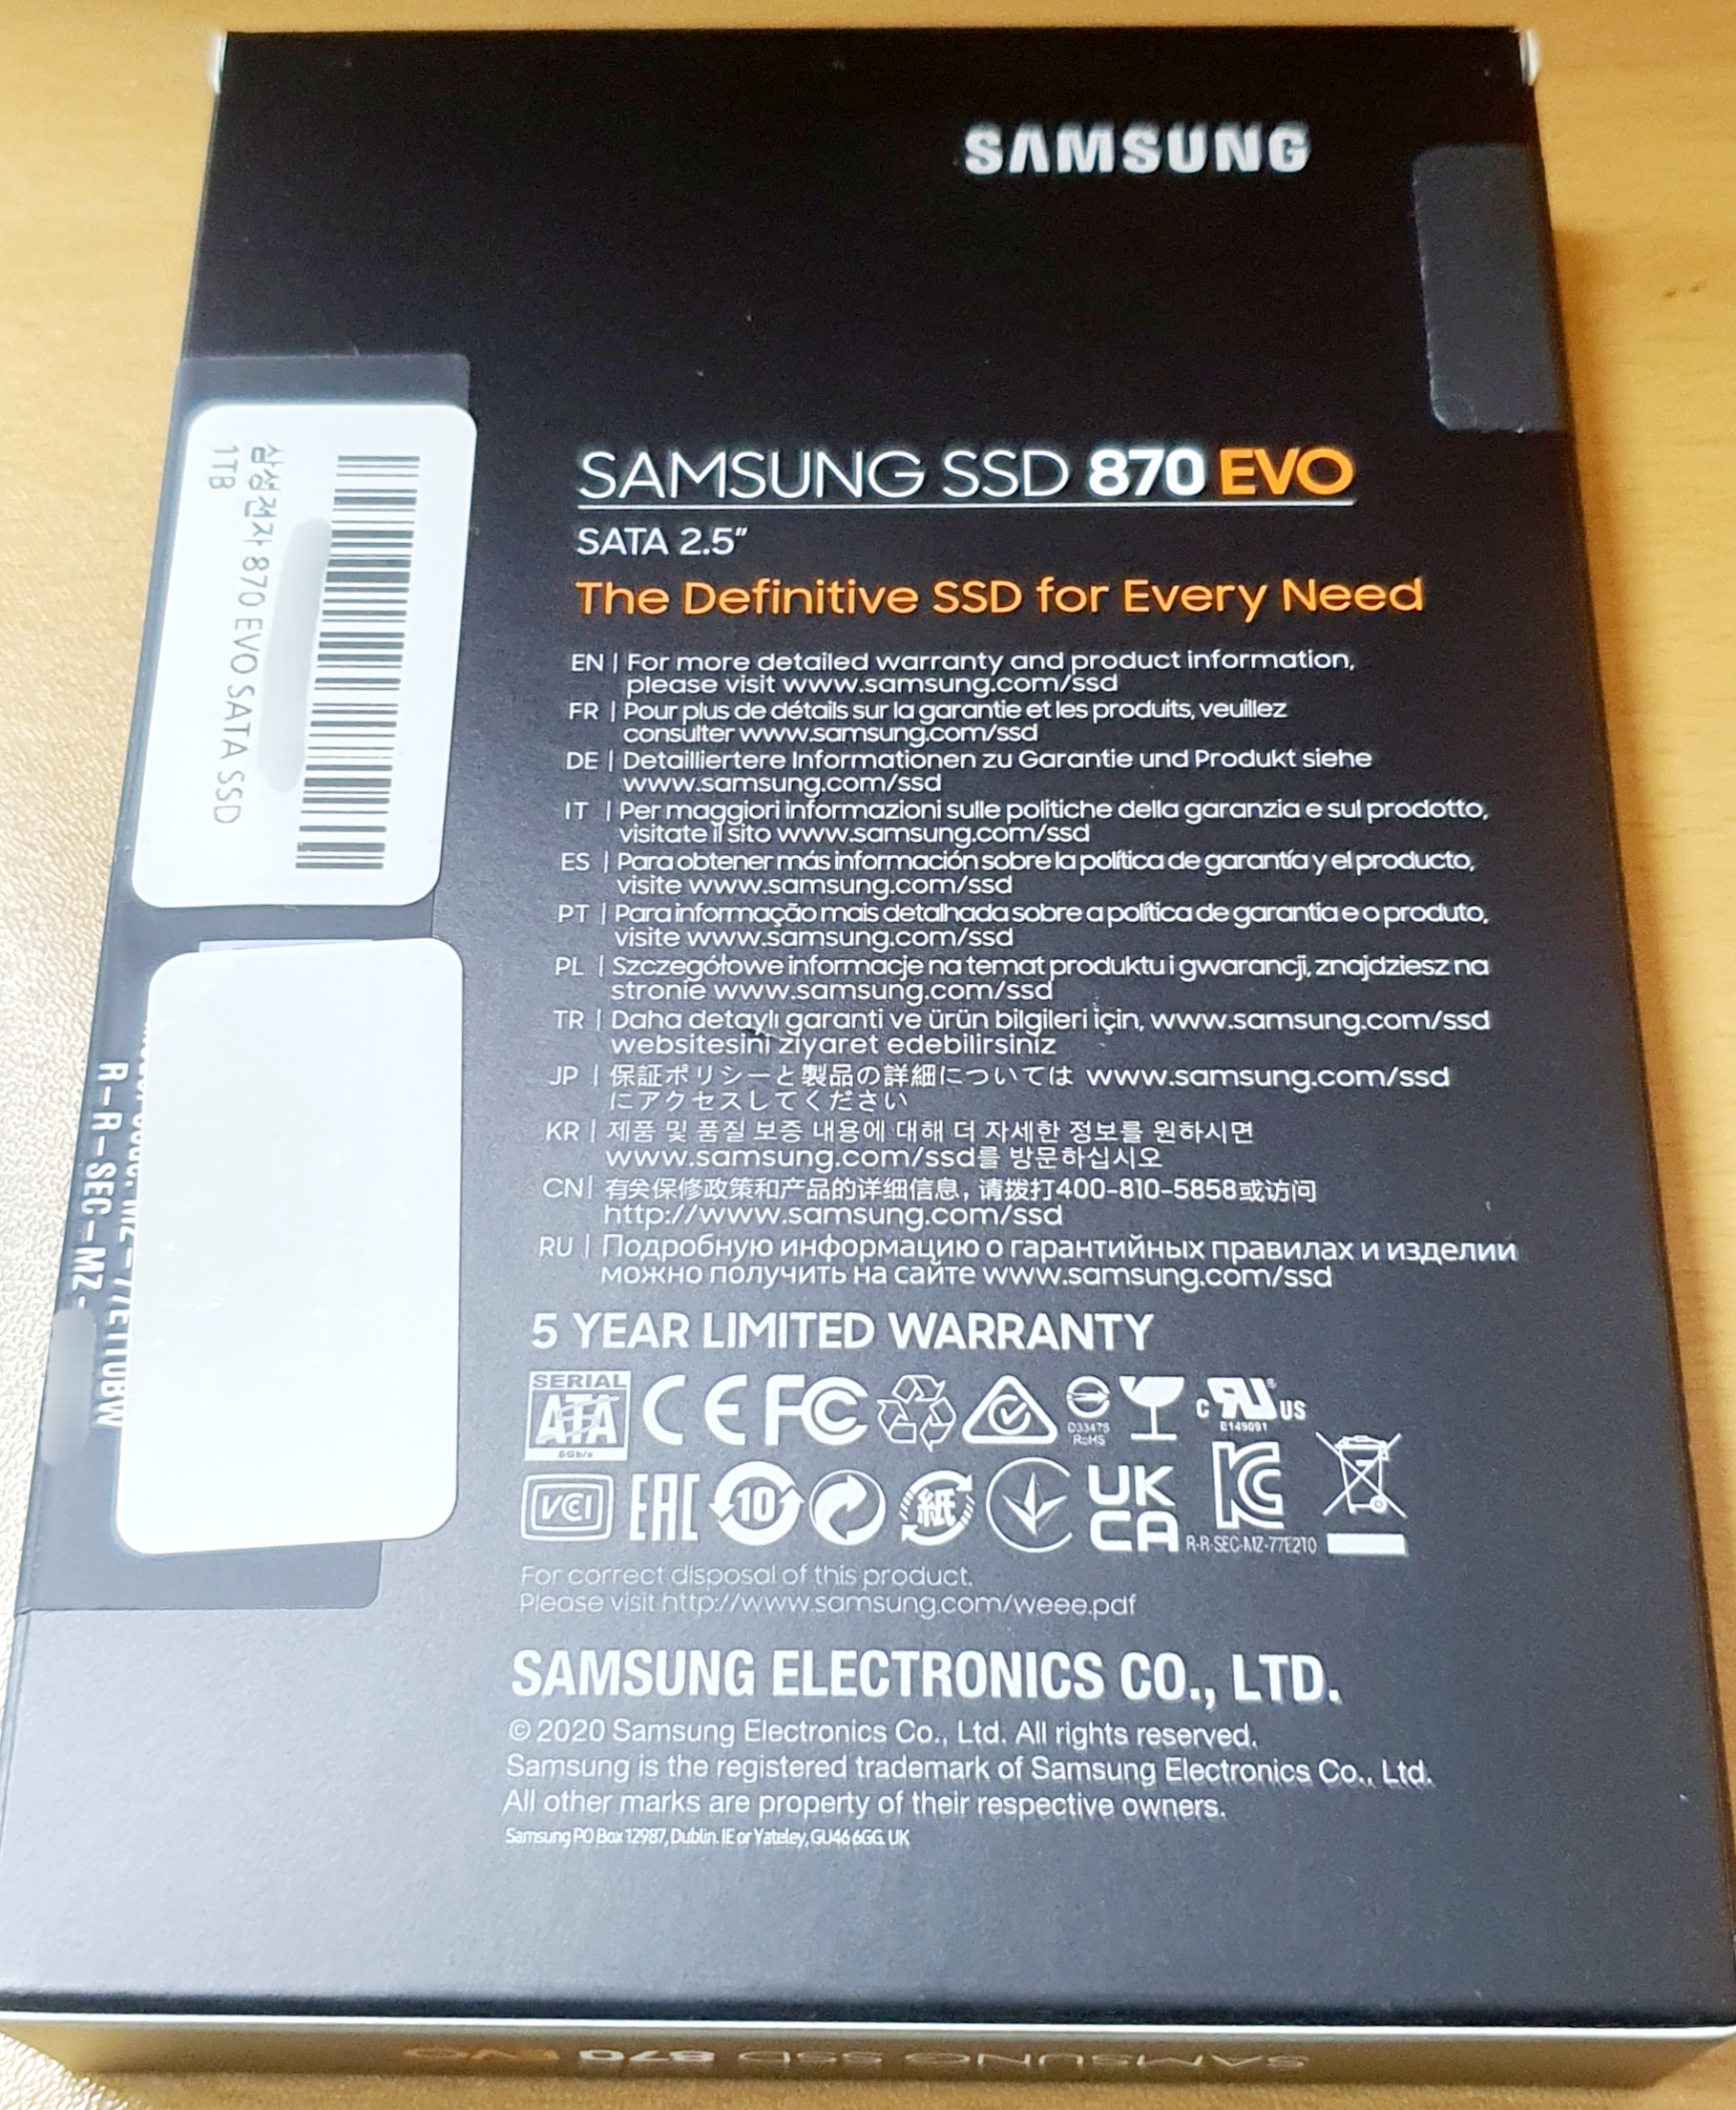 SAMSUNG
삼성전자 870 EVO SATA SSD
1TB
SAMSUNG SSD 870 EVO
SATA 2.5"
The Definitive SSD for Every Need
EN | For more detailed warranty and product information,
please visit www.samsung.com/ssd
FR | Pour plus de détails sur la garantie et les produits, veuillez
consulter www.samsung.com/ssd
DE | Detailliertere Informationen zu Garantie und Produkt siehe
www.samsung.com/ssd
IT | Per maggiori informazioni sulle politiche della garanzia e sul prodotto,
visitate il sito www.samsung.com/ssd
ES | Para obtener más información sobre la política de garantía y el producto,
visite www.samsung.com/ssd
PT | Para informação mais detalhada sobre a política de garantia e o produto,
visite www.samsung.com/ssd
PL | Szczegółowe informacje na temat produktu i gwarancji, znajdziesz na
stronie www.samsung.com/ssd
TR | Daha detaylı garanti ve ürün bilgileri için, www.samsung.com/ssd
websitesini ziyaret edebilirsiniz
JP | 保証ポリシーと製品の詳細については www.samsung.com/ssd
にアクセスしてください
KR | 제품 및 품질 보증 내용에 대해 더 자세한 정보를 원하시면
www.samsung.com/ssd를 방문하십시오
CN | 有关保修政策和产品的详细信息，请拨打400-810-5858或访问
http://www.samsung.com/ssd
RU | Подробную информацию о гарантийных правилах и изделии
можно получить на сайте www.samsung.com/ssd
R-R-SEC-MZ-
5 YEAR LIMITED WARRANTY
SERIAL ATA 6Gb/s CE FC D33475 RoHS c RU US E149091
VCI EAC 10 紙 UK CA R-R-SEC-MZ-77E2T0
For correct disposal of this product.
Please visit http://www.samsung.com/weee.pdf
SAMSUNG ELECTRONICS CO., LTD.
© 2020 Samsung Electronics Co., Ltd. All rights reserved.
Samsung is the registered trademark of Samsung Electronics Co., Ltd.
All other marks are property of their respective owners.
Samsung PO Box 12987, Dublin. IE or Yateley, GU46 6GG. UK
SAMSUNG SSD 870 EVO